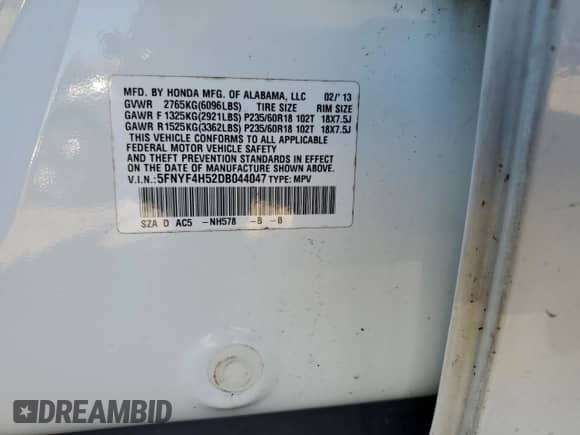 MFD. BY HONDA MFG. OF ALABAMA, LLC 02/'13
GVWR 2765KG(6096LBS) TIRE SIZE RIM SIZE
GAWR F 1325KG(2921LBS) P235/60R18 102T 18X7.5J
GAWR R 1525KG(3362LBS) P235/60R18 102T 18X7.5J
THIS VEHICLE CONFORMS TO ALL APPLICABLE
FEDERAL MOTOR VEHICLE SAFETY
AND THEFT PREVENTION STANDARDS IN EFFECT
ON THE DATE OF MANUFACTURE SHOWN ABOVE.
V.I.N.:5FNYF4H52DB044047 TYPE: MPV
SZA D AC5 -NH578 -B -B
DREAMBID